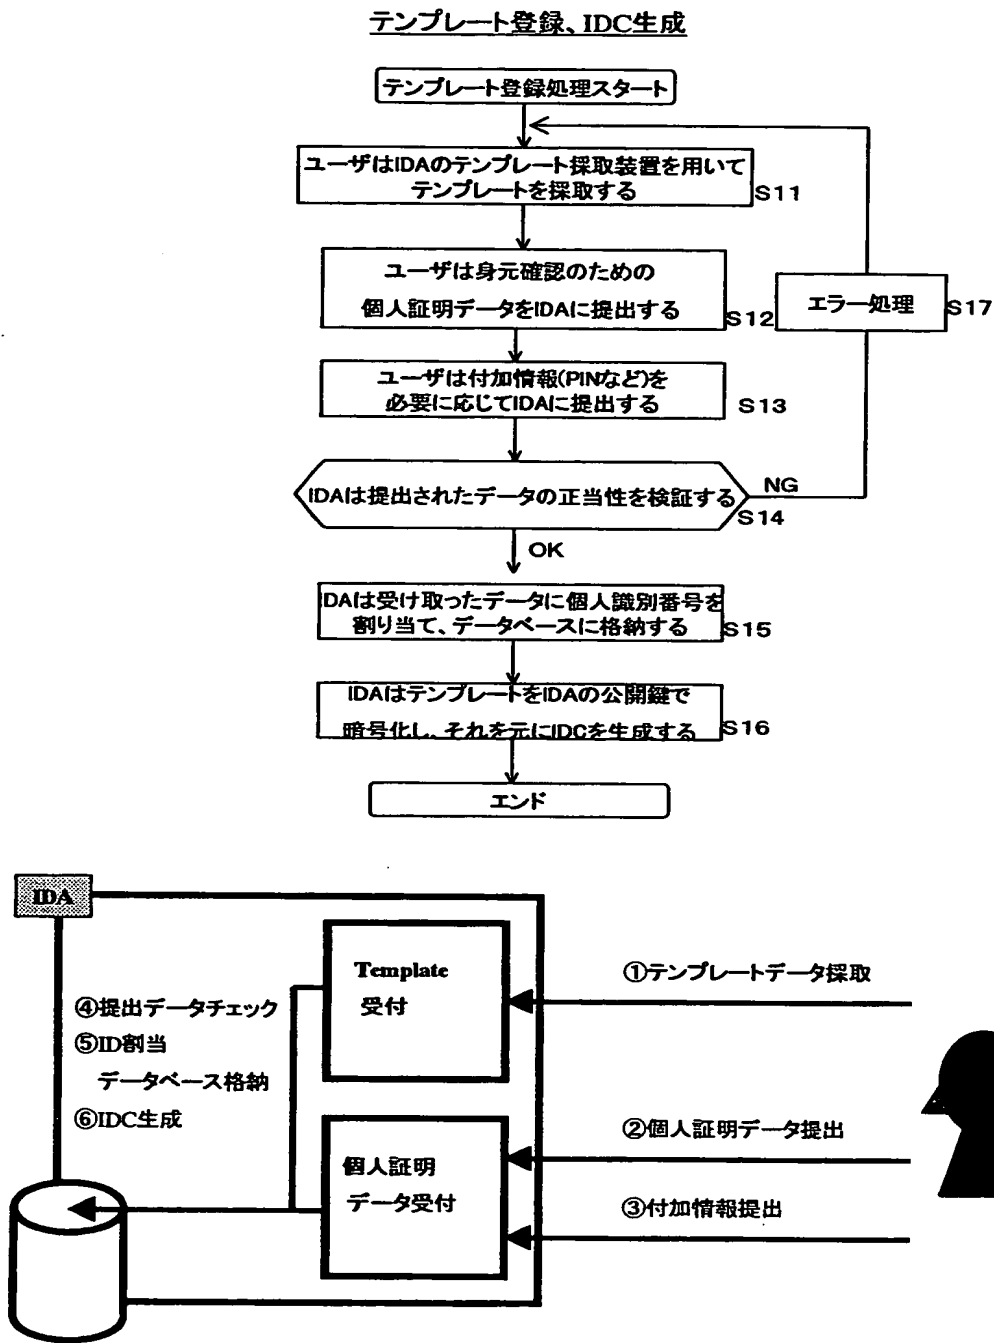 テンプレート登録、IDC生成
テンプレート登録処理スタート
ユーザはIDAのテンプレート採取装置を用いて
テンプレートを採取する
S11
ユーザは身元確認のための
個人証明データをIDAに提出する
S12
エラー処理
S17
ユーザは付加情報(PINなど)を
必要に応じてIDAに提出する
S13
IDAは提出されたデータの正当性を検証する
S14
NG
OK
IDAは受け取ったデータに個人識別番号を
割り当て、データベースに格納する
S15
IDAはテンプレートをIDAの公開鍵で
暗号化し、それを元にIDCを生成する
S16
エンド
IDA
Template
受付
①テンプレートデータ採取
④提出データチェック
⑤ID割当
データベース格納
⑥IDC生成
個人証明
データ受付
②個人証明データ提出
③付加情報提出